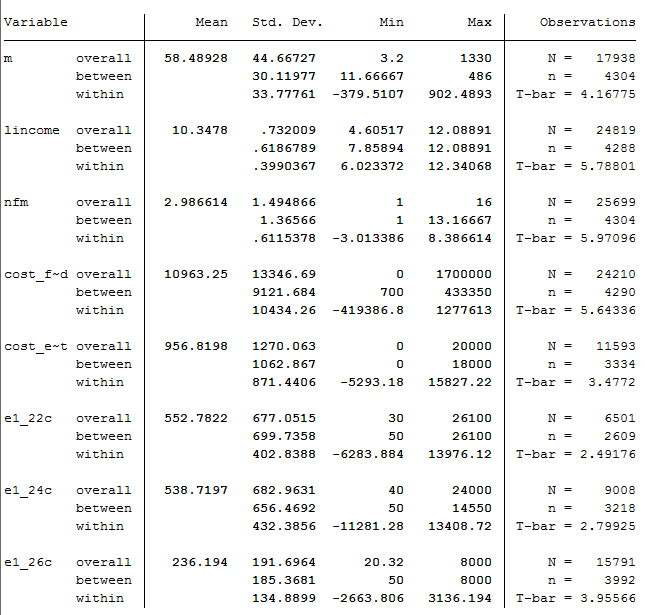 Variable Mean Std. Dev. Min Max Observations
m overall 58.48928 44.66727 3.2 1330 N = 17938
between 30.11977 11.66667 486 n = 4304
within 33.77761 -379.5107 902.4893 T-bar = 4.16775
lincome overall 10.3478 .732009 4.60517 12.08891 N = 24819
between .6186789 7.85894 12.08891 n = 4288
within .3990367 6.023372 12.34068 T-bar = 5.78801
nfm overall 2.986614 1.494866 1 16 N = 25699
between 1.36566 1 13.16667 n = 4304
within .6115378 -3.013386 8.386614 T-bar = 5.97096
cost_f~d overall 10963.25 13346.69 0 1700000 N = 24210
between 9121.684 700 433350 n = 4290
within 10434.26 -419386.8 1277613 T-bar = 5.64336
cost_e~t overall 956.8198 1270.063 0 20000 N = 11593
between 1062.867 0 18000 n = 3334
within 871.4406 -5293.18 15827.22 T-bar = 3.4772
e1_22c overall 552.7822 677.0515 30 26100 N = 6501
between 699.7358 50 26100 n = 2609
within 402.8388 -6283.884 13976.12 T-bar = 2.49176
e1_24c overall 538.7197 682.9631 40 24000 N = 9008
between 656.4692 50 14550 n = 3218
within 432.3856 -11281.28 13408.72 T-bar = 2.79925
e1_26c overall 236.194 191.6964 20.32 8000 N = 15791
between 185.3681 50 8000 n = 3992
within 134.8899 -2663.806 3136.194 T-bar = 3.95566